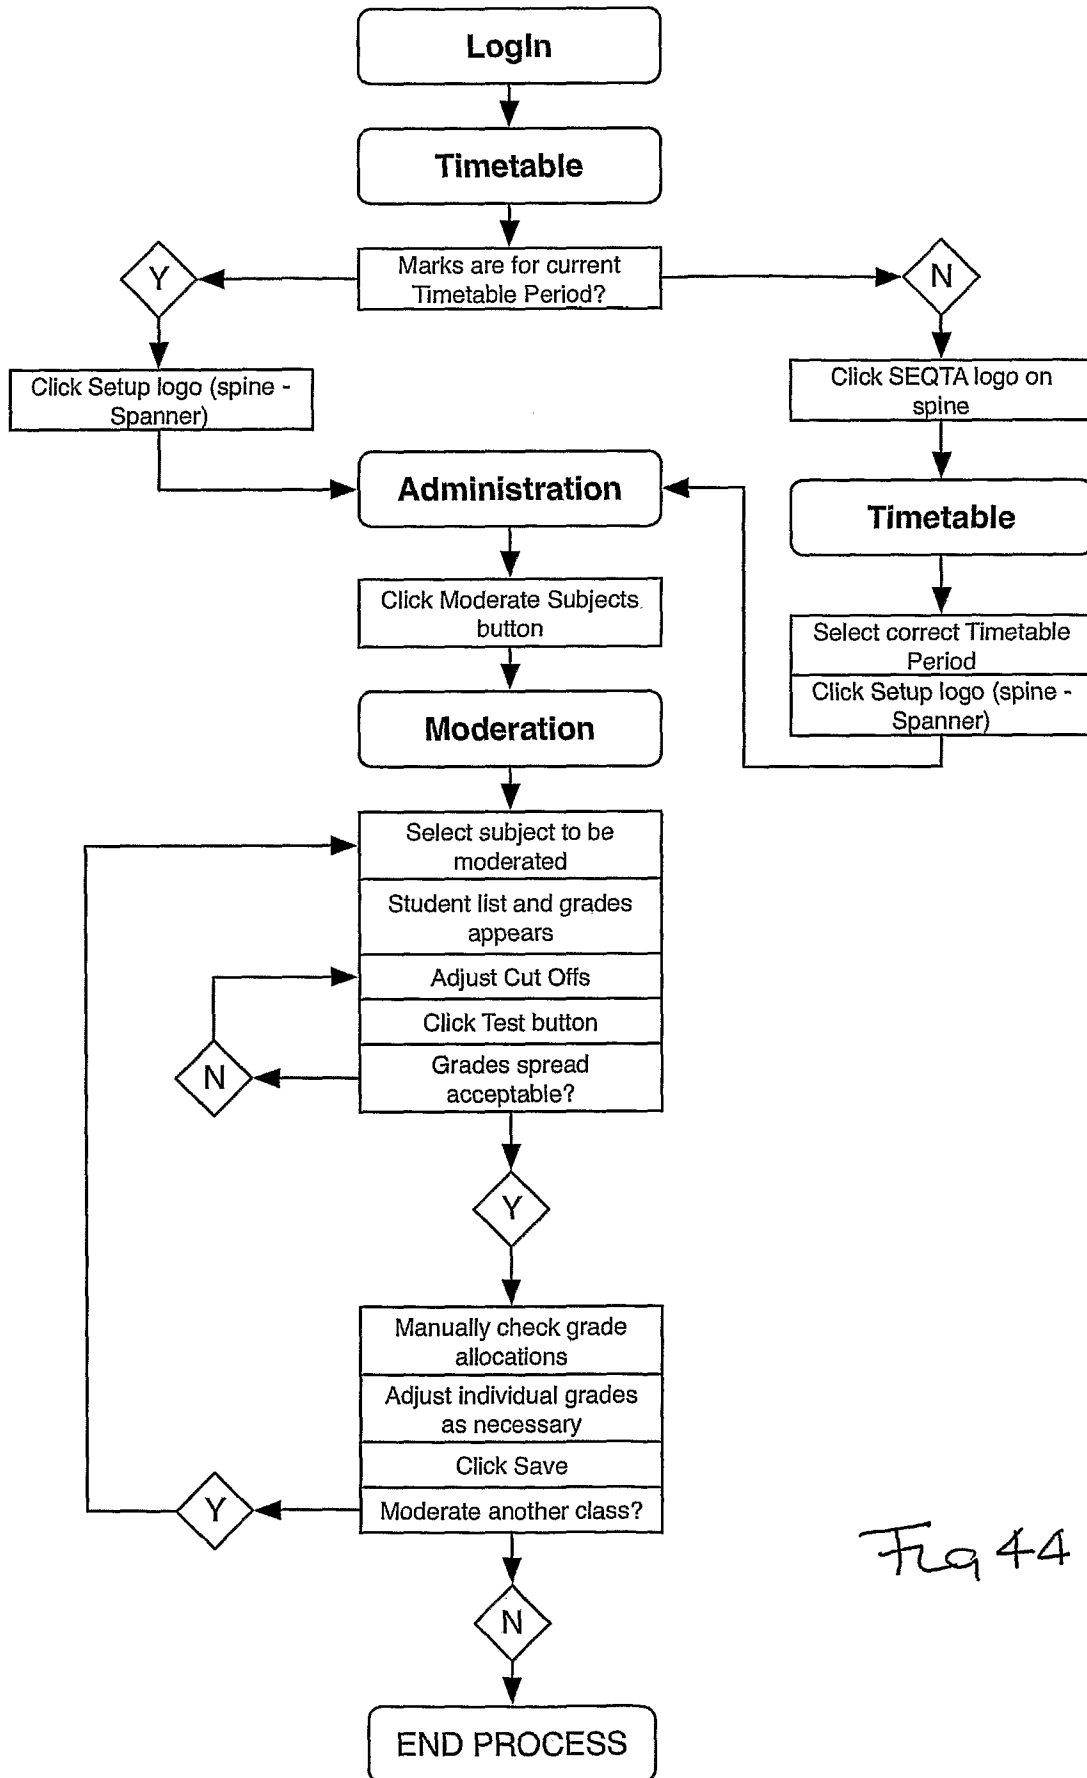 LogIn
Timetable
Marks are for current
Timetable Period?
Y
N
Click Setup logo (spine -
Spanner)
Click SEQTA logo on
spine
Administration
Timetable
Click Moderate Subjects
button
Select correct Timetable
Period
Click Setup logo (spine -
Spanner)
Moderation
Select subject to be
moderated
Student list and grades
appears
Adjust Cut Offs
Click Test button
Grades spread
acceptable?
N
Y
Manually check grade
allocations
Adjust individual grades
as necessary
Click Save
Moderate another class?
Y
N
END PROCESS
Fig 44